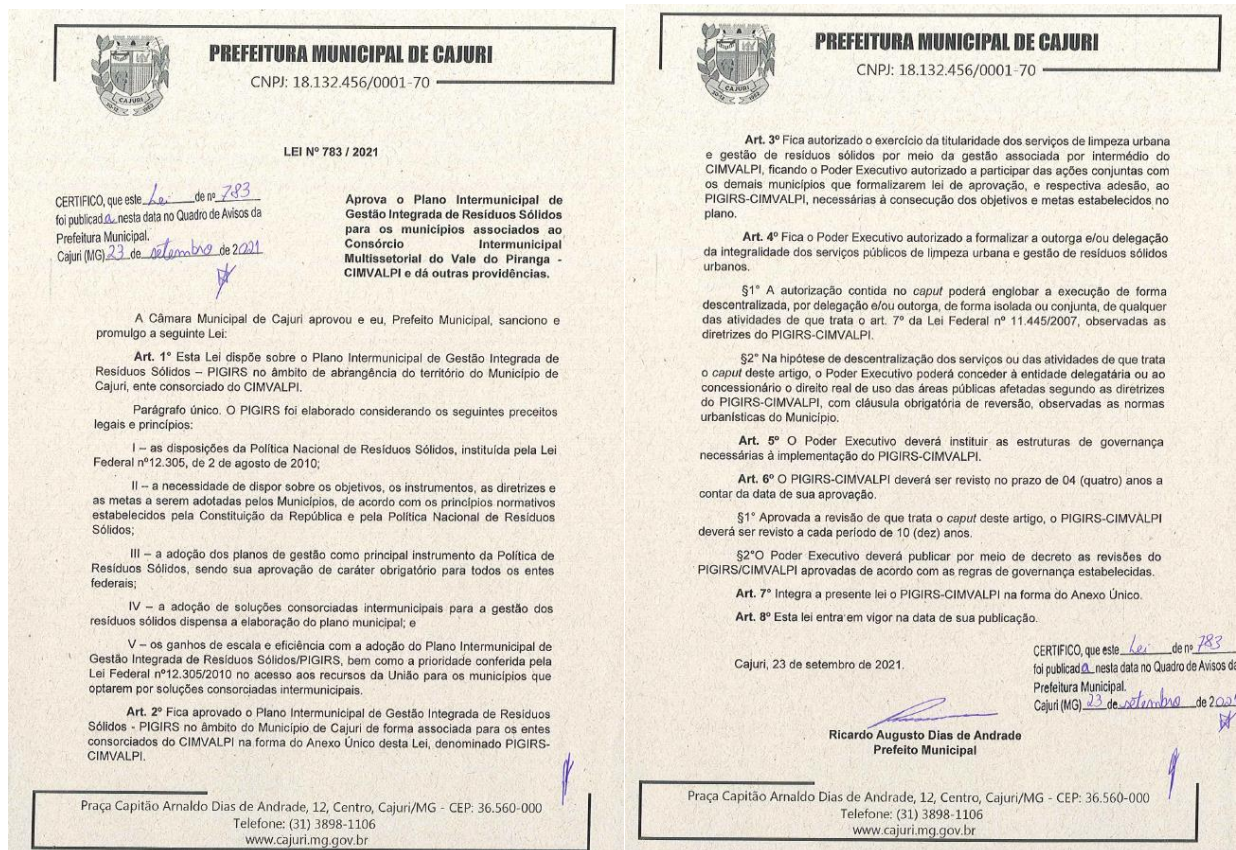 PREFEITURA MUNICIPAL DE CAJURI
CNPJ: 18.132.456/0001-70
CAJURI
LEI Nº 783 / 2021
CERTIFICO, que este Lei de nº 783
foi publicada nesta data no Quadro de Avisos da
Prefeitura Municipal.
Cajuri (MG) 23 de setembro de 2021
Aprova o Plano Intermunicipal de
Gestão Integrada de Resíduos Sólidos
para os municípios associados ao
Consórcio Intermunicipal
Multissetorial do Vale do Piranga -
CIMVALPI e dá outras providências.
A Câmara Municipal de Cajuri aprovou e eu, Prefeito Municipal, sanciono e
promulgo a seguinte Lei:
Art. 1° Esta Lei dispõe sobre o Plano Intermunicipal de Gestão Integrada de
Resíduos Sólidos – PIGIRS no âmbito de abrangência do território do Município de
Cajuri, ente consorciado do CIMVALPI.
Parágrafo único. O PIGIRS foi elaborado considerando os seguintes preceitos
legais e princípios:
I – as disposições da Política Nacional de Resíduos Sólidos, instituída pela Lei
Federal nº12.305, de 2 de agosto de 2010;
II – a necessidade de dispor sobre os objetivos, os instrumentos, as diretrizes e
as metas a serem adotadas pelos Municípios, de acordo com os princípios normativos
estabelecidos pela Constituição da República e pela Política Nacional de Resíduos
Sólidos;
III – a adoção dos planos de gestão como principal instrumento da Política de
Resíduos Sólidos, sendo sua aprovação de caráter obrigatório para todos os entes
federais;
IV – a adoção de soluções consorciadas intermunicipais para a gestão dos
resíduos sólidos dispensa a elaboração do plano municipal; e
V – os ganhos de escala e eficiência com a adoção do Plano Intermunicipal de
Gestão Integrada de Resíduos Sólidos/PIGIRS, bem como a prioridade conferida pela
Lei Federal nº12.305/2010 no acesso aos recursos da União para os municípios que
optarem por soluções consorciadas intermunicipais.
Art. 2° Fica aprovado o Plano Intermunicipal de Gestão Integrada de Resíduos
Sólidos - PIGIRS no âmbito do Município de Cajuri de forma associada para os entes
consorciados do CIMVALPI na forma do Anexo Único desta Lei, denominado PIGIRS-
CIMVALPI.
Praça Capitão Arnaldo Dias de Andrade, 12, Centro, Cajuri/MG - CEP: 36.560-000
Telefone: (31) 3898-1106
www.cajuri.mg.gov.br
PREFEITURA MUNICIPAL DE CAJURI
CNPJ: 18.132.456/0001-70
CAJURI
Art. 3º Fica autorizado o exercício da titularidade dos serviços de limpeza urbana
e gestão de resíduos sólidos por meio da gestão associada por intermédio do
CIMVALPI, ficando o Poder Executivo autorizado a participar das ações conjuntas com
os demais municípios que formalizarem lei de aprovação, e respectiva adesão, ao
PIGIRS-CIMVALPI, necessárias à consecução dos objetivos e metas estabelecidos no
plano.
Art. 4° Fica o Poder Executivo autorizado a formalizar a outorga e/ou delegação
da integralidade dos serviços públicos de limpeza urbana e gestão de resíduos sólidos
urbanos.
§1° A autorização contida no caput poderá englobar a execução de forma
descentralizada, por delegação e/ou outorga, de forma isolada ou conjunta, de qualquer
das atividades de que trata o art. 7º da Lei Federal nº 11.445/2007, observadas as
diretrizes do PIGIRS-CIMVALPI.
§2° Na hipótese de descentralização dos serviços ou das atividades de que trata
o caput deste artigo, o Poder Executivo poderá conceder à entidade delegatária ou ao
concessionário o direito real de uso das áreas públicas afetadas segundo as diretrizes
do PIGIRS-CIMVALPI, com cláusula obrigatória de reversão, observadas as normas
urbanísticas do Município.
Art. 5º O Poder Executivo deverá instituir as estruturas de governança
necessárias à implementação do PIGIRS-CIMVALPI.
Art. 6º O PIGIRS-CIMVALPI deverá ser revisto no prazo de 04 (quatro) anos a
contar da data de sua aprovação.
§1° Aprovada a revisão de que trata o caput deste artigo, o PIGIRS-CIMVALPI
deverá ser revisto a cada período de 10 (dez) anos.
§2°O Poder Executivo deverá publicar por meio de decreto as revisões do
PIGIRS/CIMVALPI aprovadas de acordo com as regras de governança estabelecidas.
Art. 7° Integra a presente lei o PIGIRS-CIMVALPI na forma do Anexo Único.
Art. 8º Esta lei entra em vigor na data de sua publicação.
Cajuri, 23 de setembro de 2021.
CERTIFICO, que este Lei de nº 783
foi publicada nesta data no Quadro de Avisos da
Prefeitura Municipal.
Cajuri (MG) 23 de setembro de 2021
Ricardo Augusto Dias de Andrade
Prefeito Municipal
Praça Capitão Arnaldo Dias de Andrade, 12, Centro, Cajuri/MG - CEP: 36.560-000
Telefone: (31) 3898-1106
www.cajuri.mg.gov.br